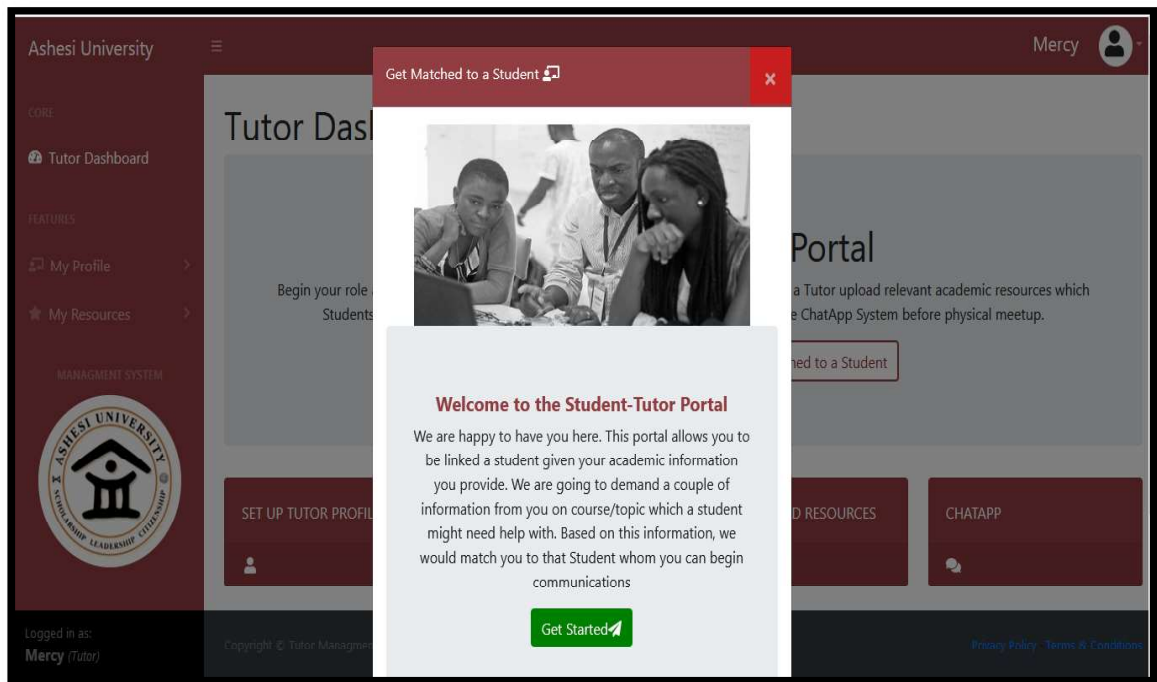 Ashesi University
Mercy
CORE
Tutor Dashboard
FEATURES
My Profile
My Resources
MANAGMENT SYSTEM
ASHESI UNIVERSITY
SCHOLARSHIP LEADERSHIP CITIZENSHIP
Logged in as:
Mercy (Tutor)
Get Matched to a Student
×
Welcome to the Student-Tutor Portal
We are happy to have you here. This portal allows you to
be linked a student given your academic information
you provide. We are going to demand a couple of
information from you on course/topic which a student
might need help with. Based on this information, we
would match you to that Student whom you can begin
communications
Get Started
Tutor Das
Portal
Begin your role
a Tutor upload relevant academic resources which
Students
ChatApp System before physical meetup.
to a Student
SET UP TUTOR PROFIL
RESOURCES
CHATAPP
Copyright © Tutor Managme
Privacy Policy · Terms & Conditions